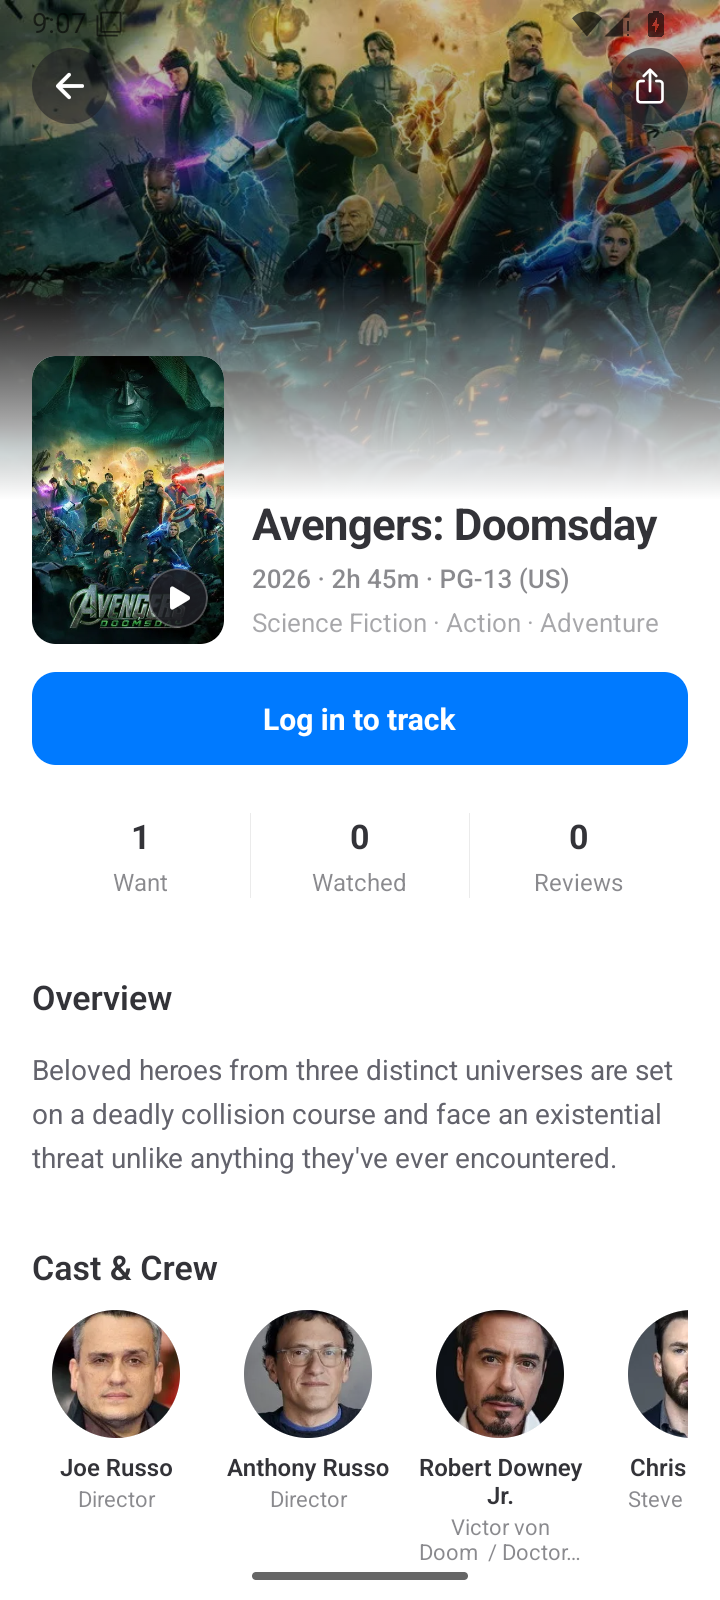 9:07
AVENGERS
DOOMSDAY
Avengers: Doomsday
2026 · 2h 45m · PG-13 (US)
Science Fiction · Action · Adventure
Log in to track
1
Want
0
Watched
0
Reviews
Overview
Beloved heroes from three distinct universes are set
on a deadly collision course and face an existential
threat unlike anything they've ever encountered.
Cast & Crew
Joe Russo
Director
Anthony Russo
Director
Robert Downey
Jr.
Victor von
Doom / Doctor...
Chris
Steve